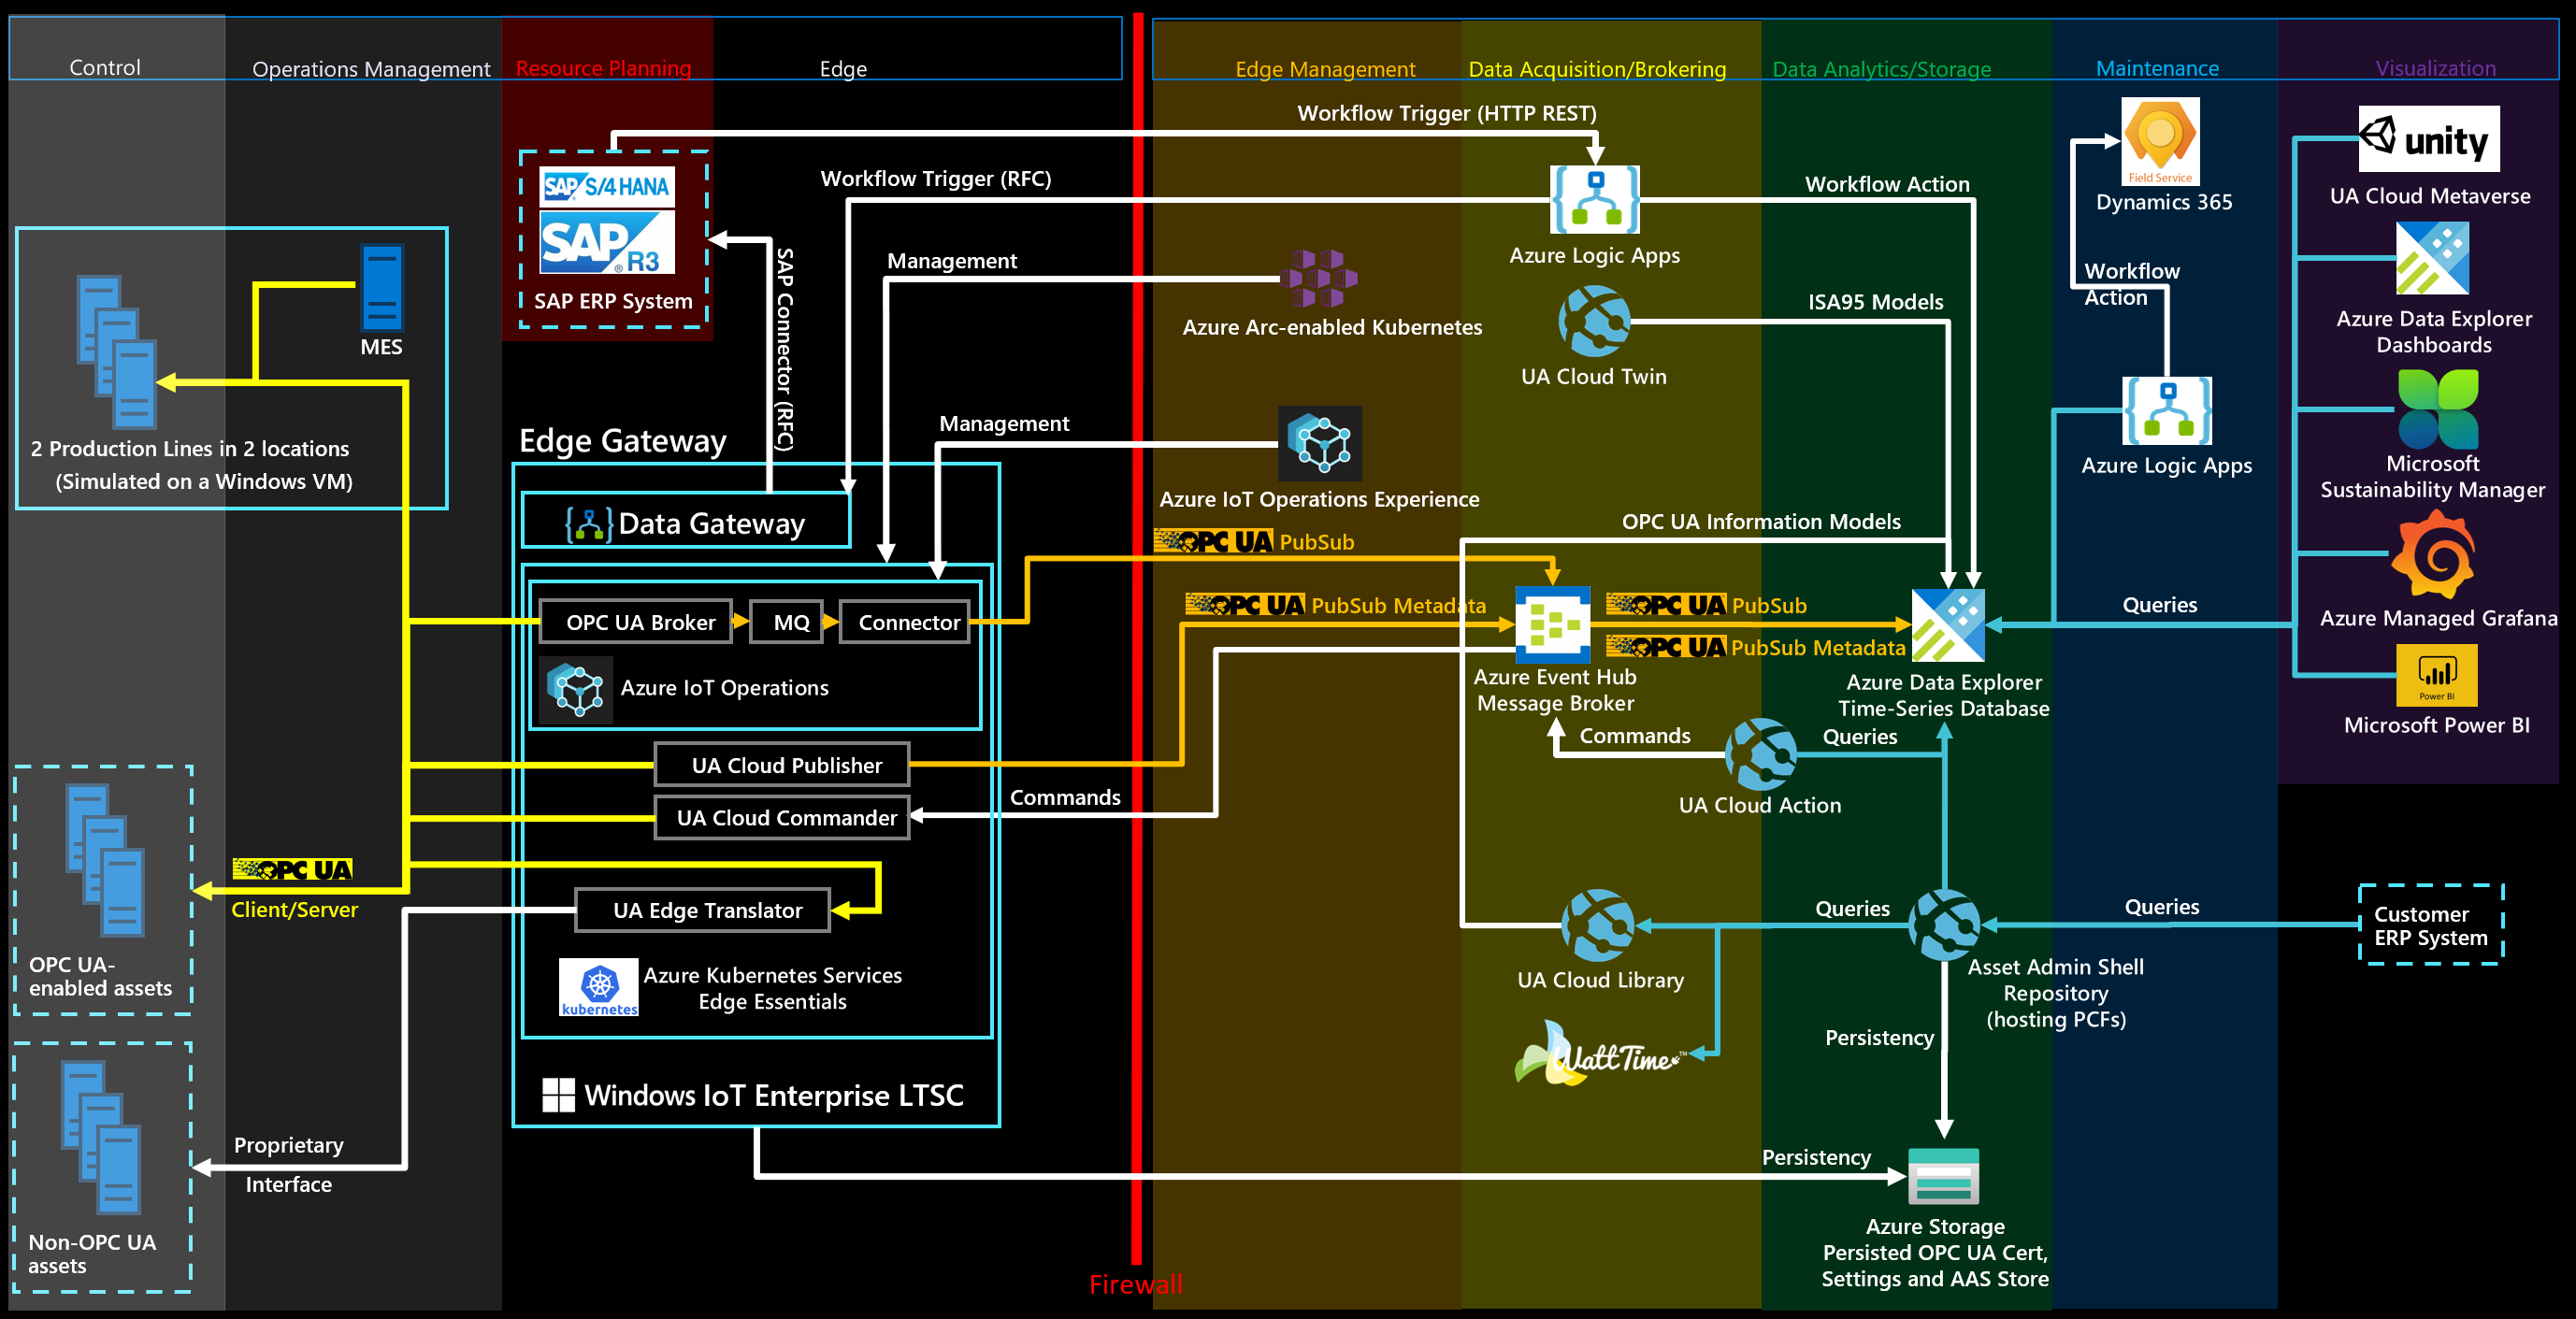 Control
Operations Management
Resource Planning
Edge
Edge Management
Data Acquisition/Brokering
Data Analytics/Storage
Maintenance
Visualization
Workflow Trigger (HTTP REST)
SAP S/4 HANA
SAP R3
SAP ERP System
Workflow Trigger (RFC)
SAP Connector (RFC)
Workflow Action
Azure Logic Apps
Field Service
Dynamics 365
unity
UA Cloud Metaverse
MES
2 Production Lines in 2 locations
(Simulated on a Windows VM)
Management
Azure Arc-enabled Kubernetes
ISA95 Models
UA Cloud Twin
Workflow
Action
Azure Logic Apps
Azure Data Explorer
Dashboards
Microsoft
Sustainability Manager
Azure Managed Grafana
Power BI
Microsoft Power BI
Management
Azure IoT Operations Experience
Edge Gateway
Data Gateway
OPC UA PubSub
OPC UA Information Models
OPC UA Broker
MQ
Connector
Azure IoT Operations
OPC UA PubSub Metadata
OPC UA PubSub
OPC UA PubSub Metadata
Queries
Azure Event Hub
Message Broker
Azure Data Explorer
Time-Series Database
Commands
Queries
UA Cloud Action
UA Cloud Publisher
UA Cloud Commander
Commands
OPC UA
Client/Server
UA Edge Translator
kubernetes
Azure Kubernetes Services
Edge Essentials
Windows IoT Enterprise LTSC
OPC UA-
enabled assets
Proprietary
Interface
Non-OPC UA
assets
Firewall
Queries
UA Cloud Library
WattTime™
Asset Admin Shell
Repository
(hosting PCFs)
Queries
Customer
ERP System
Persistency
Persistency
Azure Storage
Persisted OPC UA Cert,
Settings and AAS Store